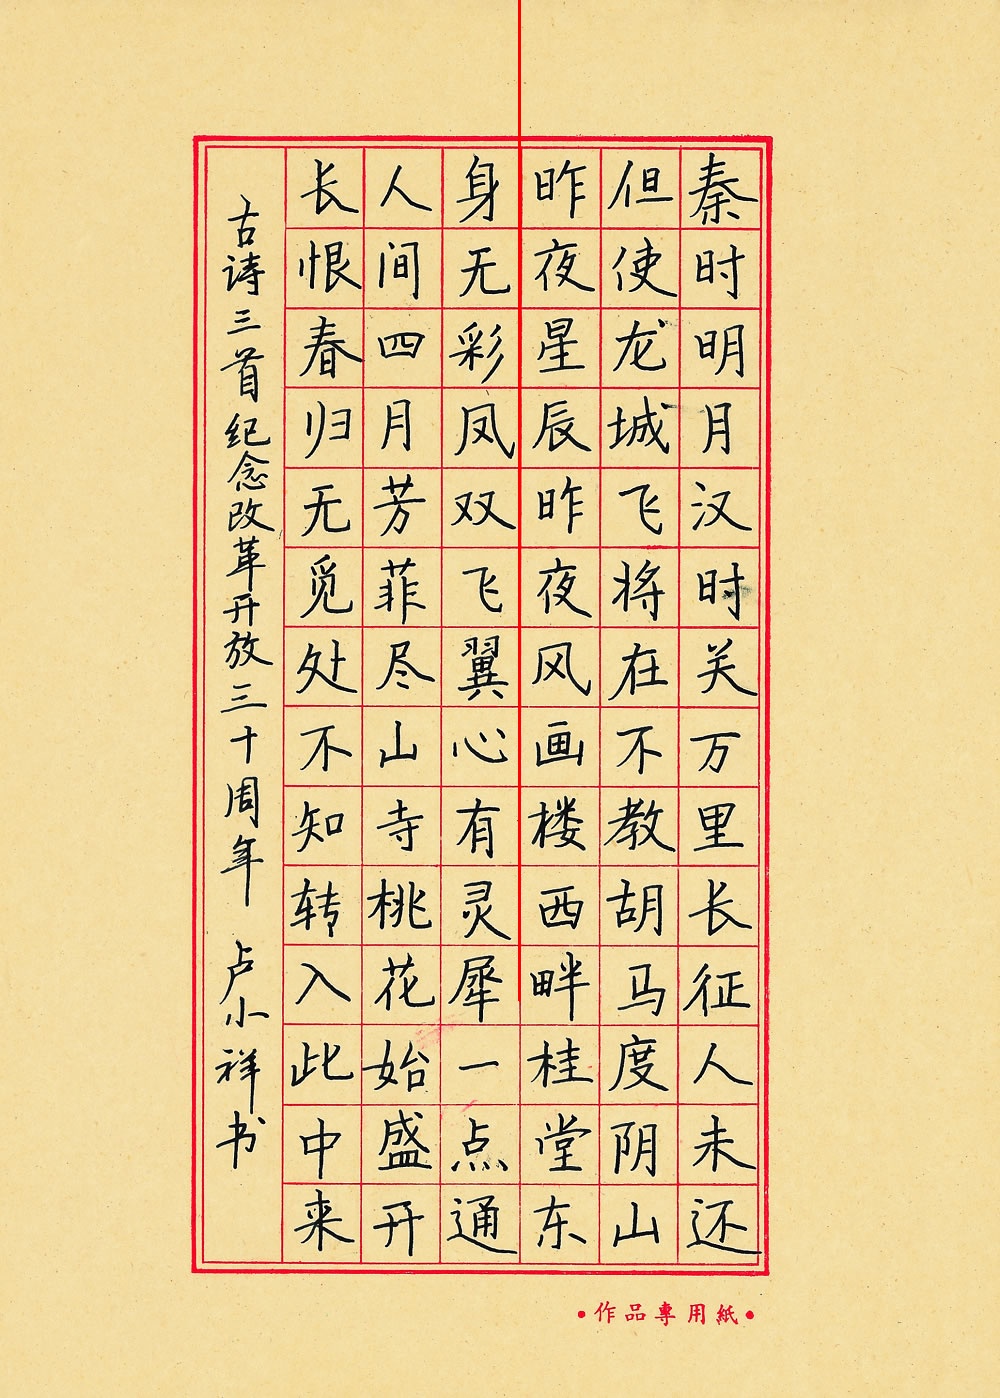 秦时明月汉时关万里长征人未还
但使龙城飞将在不教胡马度阴山
昨夜星辰昨夜风画楼西畔桂堂东
身无彩凤双飞翼心有灵犀一点通
人间四月芳菲尽山寺桃花始盛开
长恨春归无觅处不知转入此中来
古诗三首纪念改革开放三十周年 卢小祥书
•作品專用紙•